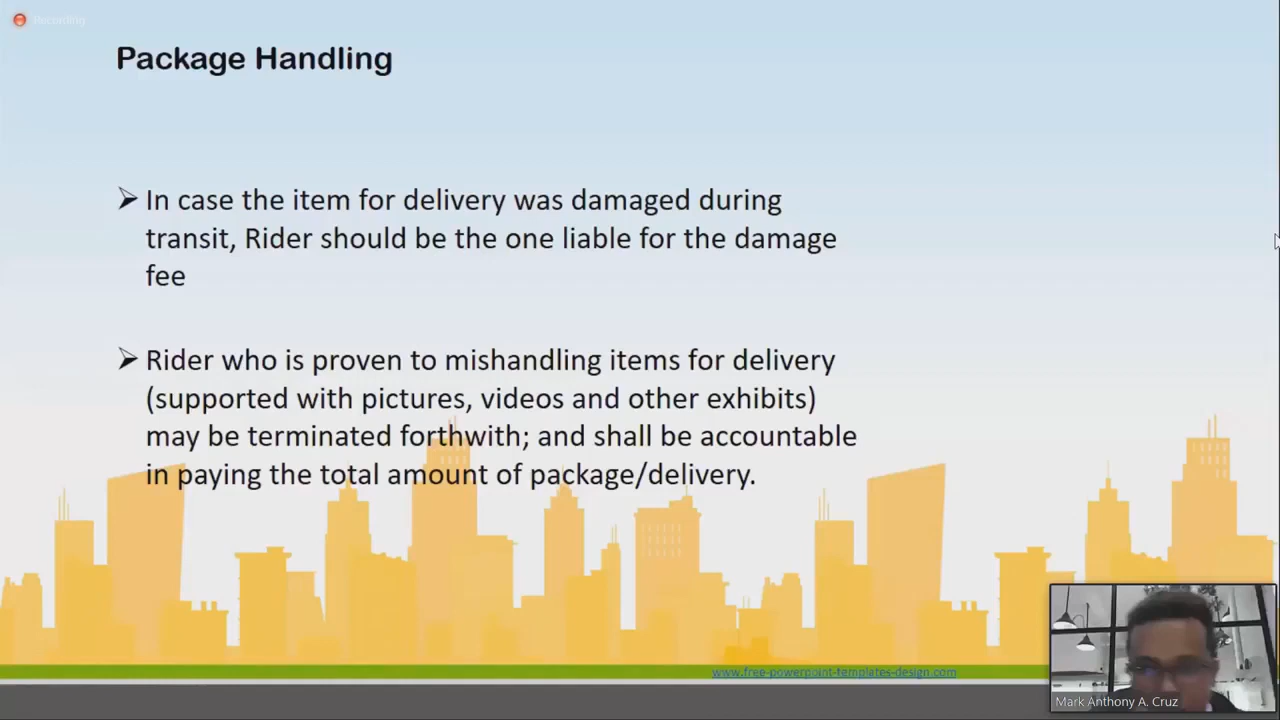 Recording
Package Handling
➢ In case the item for delivery was damaged during
transit, Rider should be the one liable for the damage
fee
➢ Rider who is proven to mishandling items for delivery
(supported with pictures, videos and other exhibits)
may be terminated forthwith; and shall be accountable
in paying the total amount of package/delivery.
www.free-powerpoint-templates-design.com
Mark Anthony A. Cruz